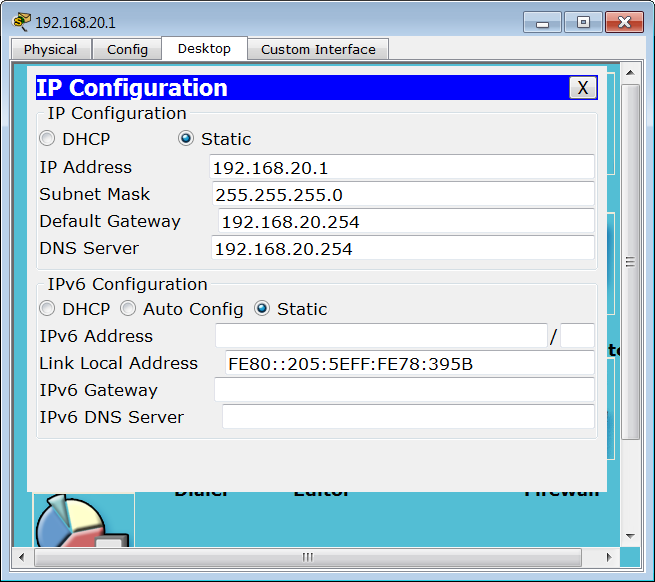 192.168.20.1
Physical Config Desktop Custom Interface
IP Configuration X
IP Configuration
DHCP Static
IP Address 192.168.20.1
Subnet Mask 255.255.255.0
Default Gateway 192.168.20.254
DNS Server 192.168.20.254
IPv6 Configuration
DHCP Auto Config Static
IPv6 Address /
Link Local Address FE80::205:5EFF:FE78:395B
IPv6 Gateway
IPv6 DNS Server
Dialer Editor Firewall